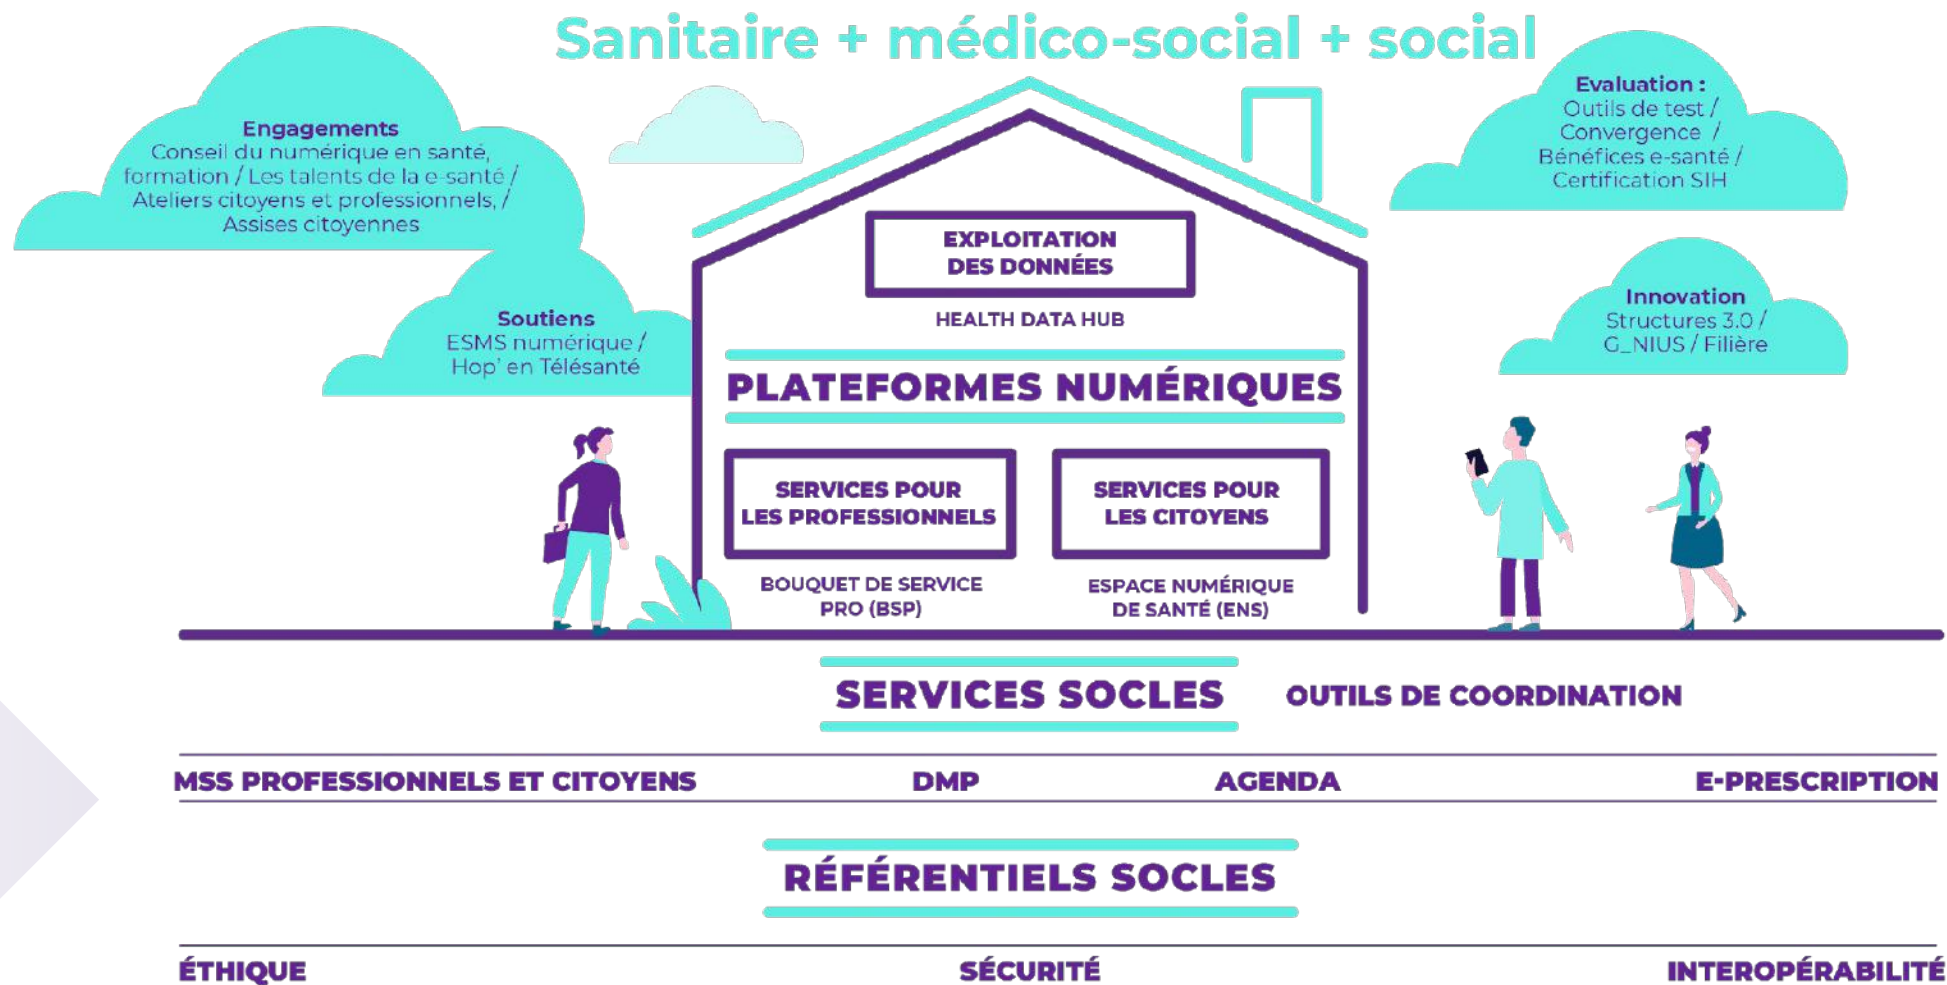 Sanitaire + médico-social + social
Engagements
Conseil du numérique en santé,
formation / Les talents de la e-santé /
Ateliers citoyens et professionnels, /
Assises citoyennes
Soutiens
ESMS numérique /
Hop' en Télésanté
Evaluation :
Outils de test /
Convergence /
Bénéfices e-santé /
Certification SIH
Innovation
Structures 3.0 /
G_NIUS / Filière
EXPLOITATION
DES DONNÉES
HEALTH DATA HUB
PLATEFORMES NUMÉRIQUES
SERVICES POUR
LES PROFESSIONNELS
BOUQUET DE SERVICE
PRO (BSP)
SERVICES POUR
LES CITOYENS
ESPACE NUMÉRIQUE
DE SANTÉ (ENS)
SERVICES SOCLES
OUTILS DE COORDINATION
MSS PROFESSIONNELS ET CITOYENS
DMP
AGENDA
E-PRESCRIPTION
RÉFÉRENTIELS SOCLES
ÉTHIQUE
SÉCURITÉ
INTEROPÉRABILITÉ